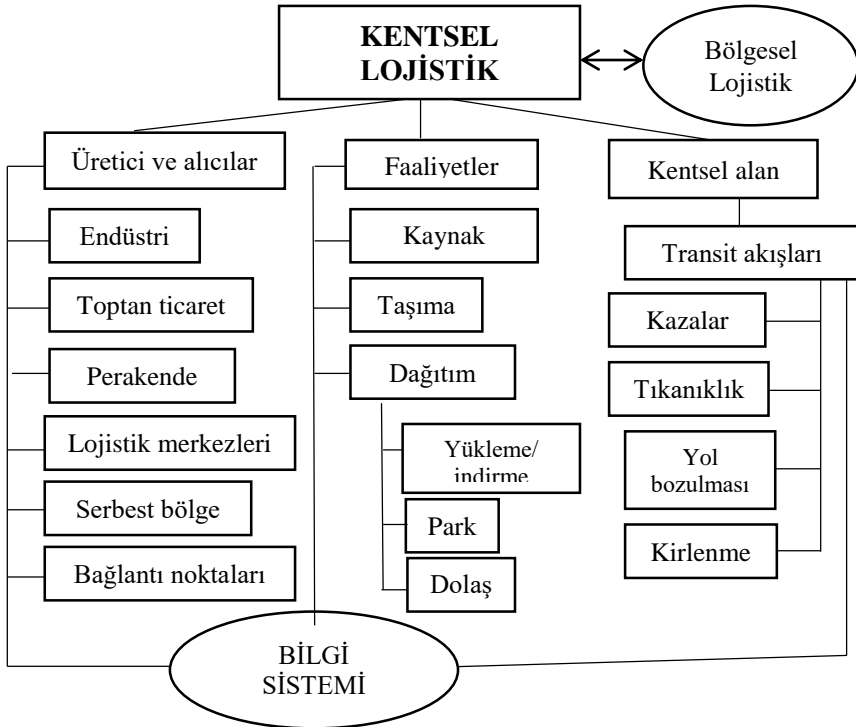 KENTSEL
LOJİSTİK
Bölgesel
Lojistik
Üretici ve alıcılar
Endüstri
Toptan ticaret
Perakende
Lojistik merkezleri
Serbest bölge
Bağlantı noktaları
Faaliyetler
Kaynak
Taşıma
Dağıtım
Yükleme/
indirme
Park
Dolaş
Kentsel alan
Transit akışları
Kazalar
Tıkanıklık
Yol
bozulması
Kirlenme
BİLGİ
SİSTEMİ